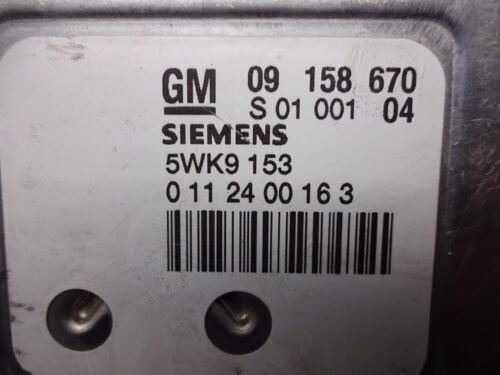 GM 09 158 670
S 01 001 04
SIEMENS
5WK9 153
0 11 24 00 16 3